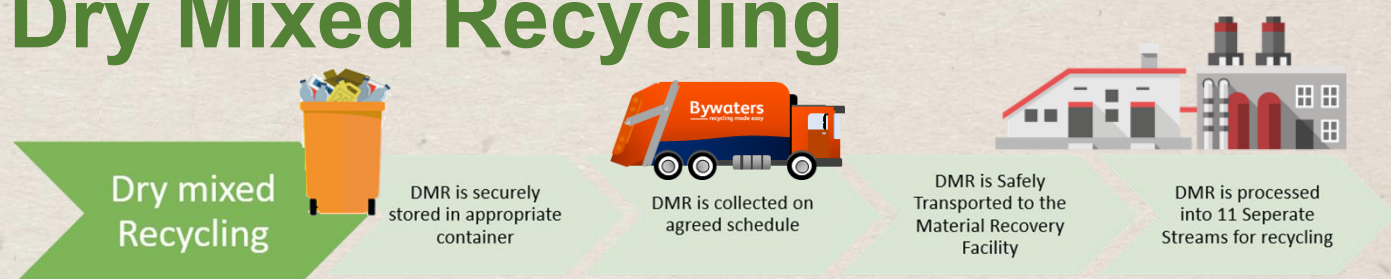 Dry Mixed Recycling
Bywaters
recycling made easy
Dry mixed
Recycling
DMR is securely
stored in appropriate
container
DMR is collected on
agreed schedule
DMR is Safely
Transported to the
Material Recovery
Facility
DMR is processed
into 11 Seperate
Streams for recycling